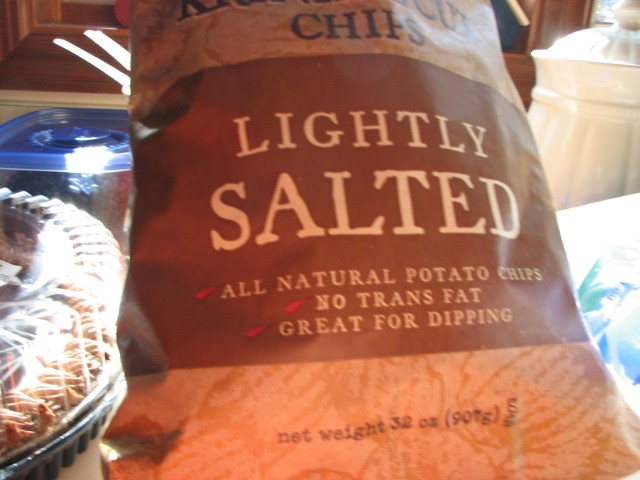 CHIPS
LIGHTLY
SALTED
ALL NATURAL POTATO CHIPS
NO TRANS FAT
GREAT FOR DIPPING
net weight 32 oz (907g)